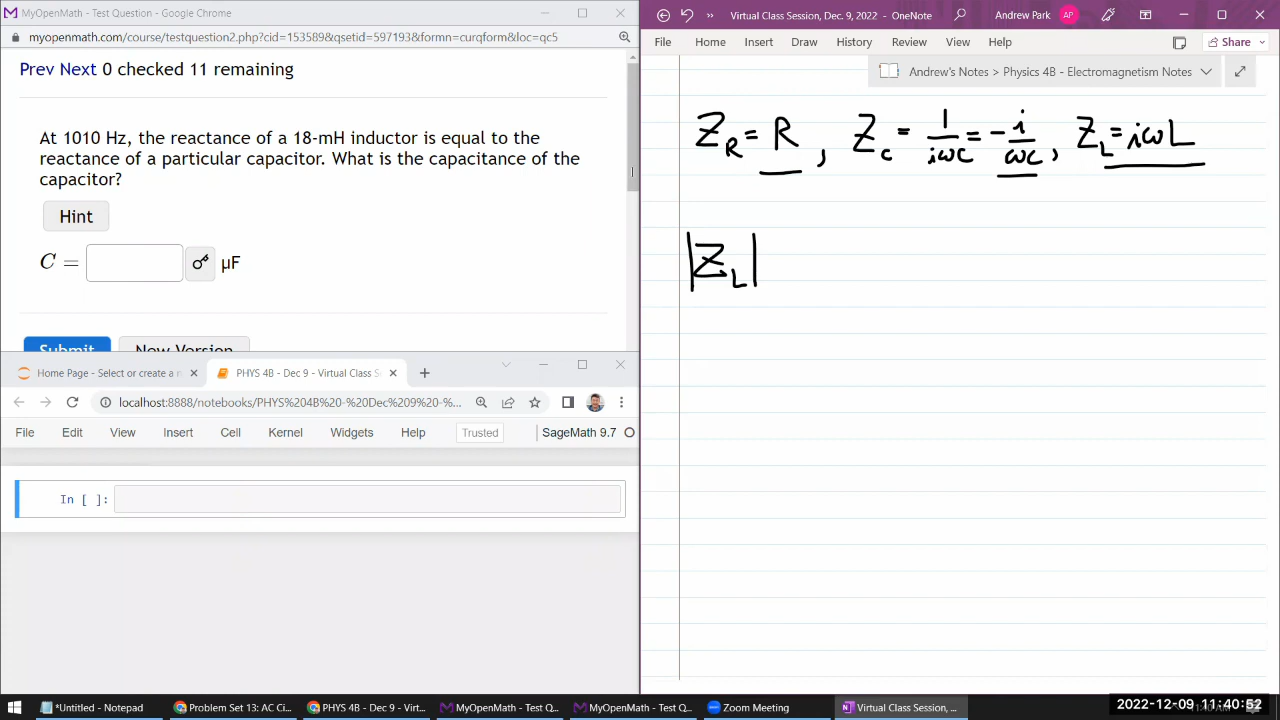 MyOpenMath - Test Question - Google Chrome
myopenmath.com/course/testquestion2.php?cid=153589&qsetid=597193&formn=curqform&loc=qc5
Prev Next 0 checked 11 remaining
At 1010 Hz, the reactance of a 18-mH inductor is equal to the
reactance of a particular capacitor. What is the capacitance of the
capacitor?
Hint
C = µF
Submit New Version
Home Page - Select or create a n PHYS 4B - Dec 9 - Virtual Class S
localhost:8888/notebooks/PHYS%204B%20-%20Dec%209%20-%...
File Edit View Insert Cell Kernel Widgets Help Trusted SageMath 9.7
In [ ]:
Virtual Class Session, Dec. 9, 2022 - OneNote Andrew Park AP
File Home Insert Draw History Review View Help Share
Andrew's Notes > Physics 4B - Electromagnetism Notes
Z_R = R , Z_C = 1/iωC = -i/ωC , Z_L = iωL
|Z_L|
*Untitled - Notepad Problem Set 13: AC Ci... PHYS 4B - Dec 9 - Virt... MyOpenMath - Test Q... MyOpenMath - Test Q... Zoom Meeting Virtual Class Session, ...
2022-12-09 11:40:52